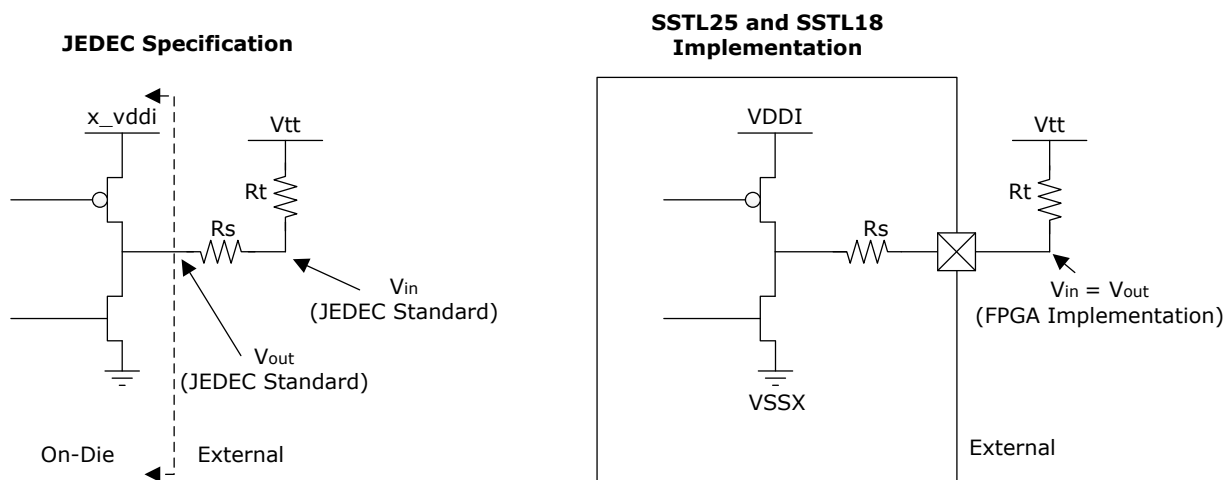 JEDEC Specification
x_vddi
Vtt
Rt
Rs
Vin
(JEDEC Standard)
Vout
(JEDEC Standard)
On-Die
External
SSTL25 and SSTL18
Implementation
VDDI
Vtt
Rt
Rs
Vin = Vout
(FPGA Implementation)
VSSX
External